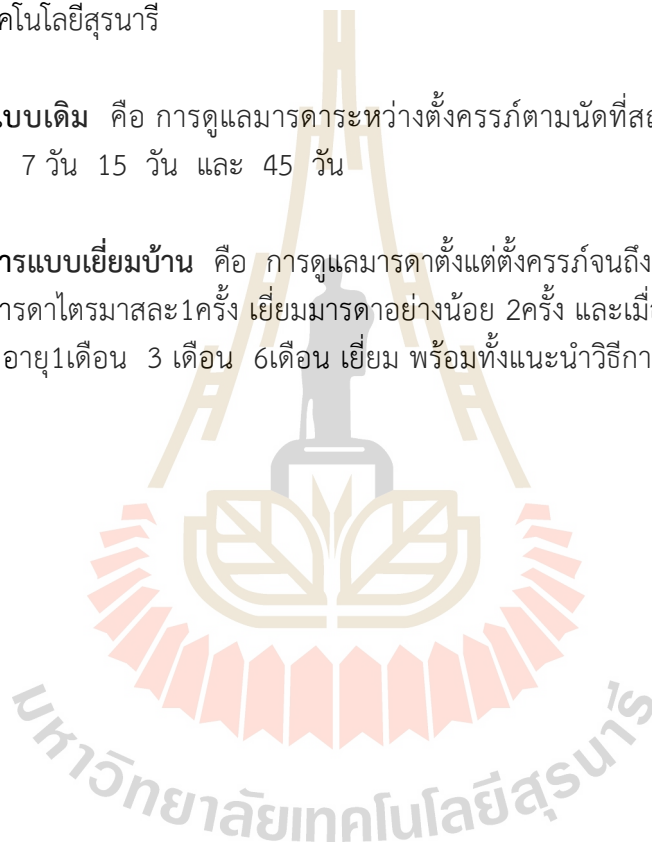 คโนโลยีสุรนารี
แบบเดิม คือ การดูแลมารดาระหว่างตั้งครรภ์ตามนัดที่สถ
7 วัน 15 วัน และ 45 วัน
ารแบบเยี่ยมบ้าน คือ การดูแลมารดาตั้งแต่ตั้งครรภ์จนถึง
ารดาไตรมาสละ1ครั้ง เยี่ยมมารดาอย่างน้อย 2ครั้ง และเมื่
อายุ1เดือน 3 เดือน 6เดือน เยี่ยม พร้อมทั้งแนะนำวิธีกา
มหาวิทยาลัยเทคโนโลยีสุรนารี